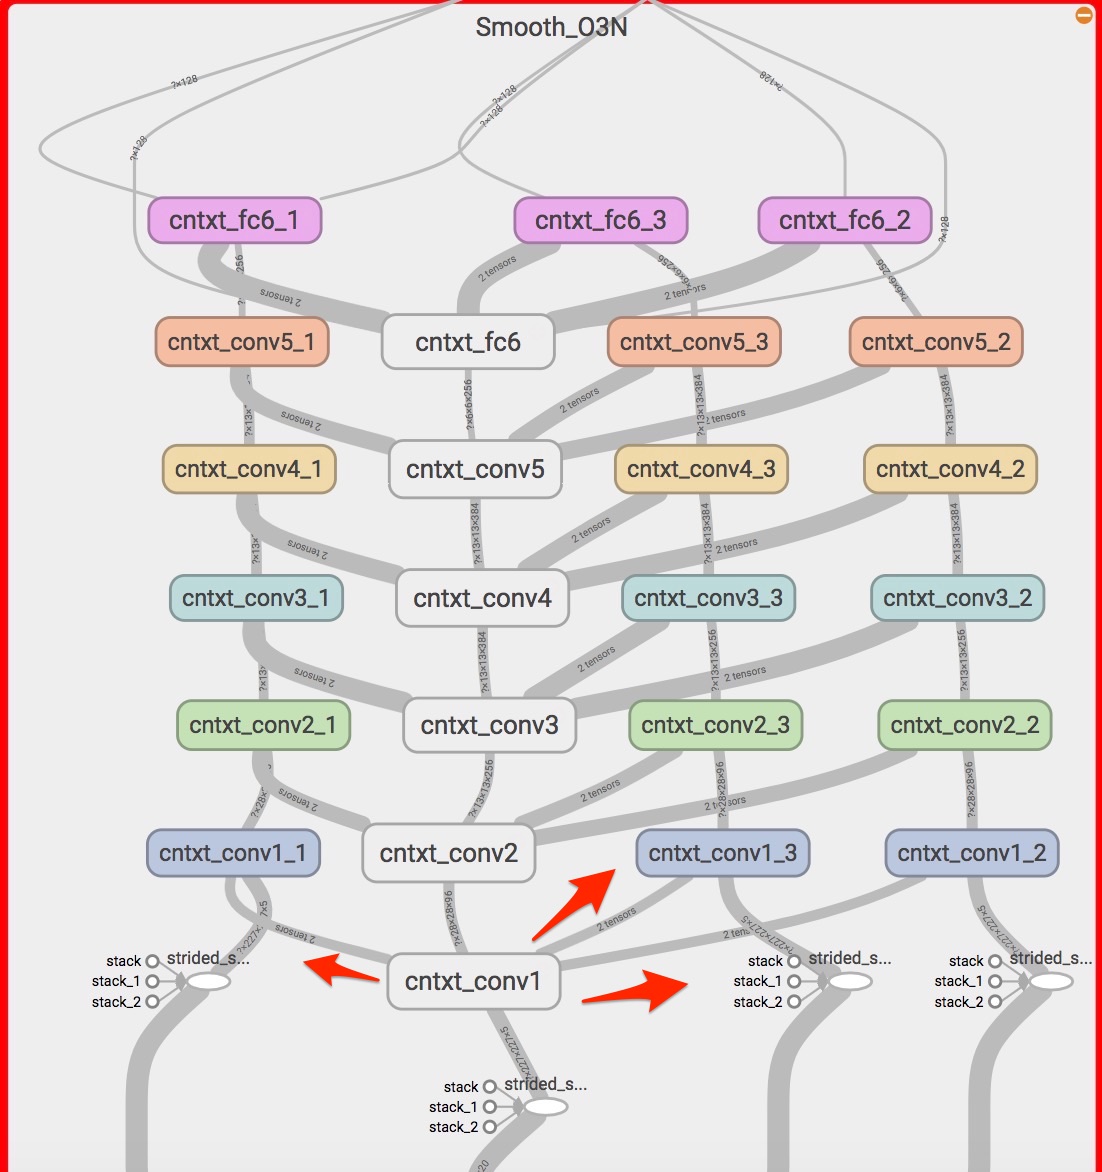 Smooth_O3N
?×128
?×128
?×128
?×128
?×128
?×128
cntxt_fc6_1
cntxt_fc6_3
cntxt_fc6_2
2 tensors
2 tensors
2 tensors
?×6×6×256
?×6×6×256
cntxt_conv5_1
cntxt_fc6
cntxt_conv5_3
cntxt_conv5_2
?×6×6×256
2 tensors
2 tensors
2 tensors
?×13×13×384
?×13×13×384
cntxt_conv4_1
cntxt_conv5
cntxt_conv4_3
cntxt_conv4_2
2 tensors
?×13×13×384
2 tensors
2 tensors
?×13×13×384
?×13×13×384
cntxt_conv3_1
cntxt_conv4
cntxt_conv3_3
cntxt_conv3_2
2 tensors
?×13×13×384
2 tensors
2 tensors
?×13×13×256
?×13×13×256
cntxt_conv2_1
cntxt_conv3
cntxt_conv2_3
cntxt_conv2_2
2 tensors
?×13×13×256
2 tensors
?×28×28×96
?×28×28×96
cntxt_conv1_1
cntxt_conv2
cntxt_conv1_3
cntxt_conv1_2
2 tensors
?×28×28×96
2 tensors
?×227×227×5
?×227×227×5
stack
strided_s...
stack_1
stack_2
cntxt_conv1
stack
strided_s...
stack_1
stack_2
stack
strided_s...
stack_1
stack_2
?×227×227×5
stack
strided_s...
stack_1
stack_2